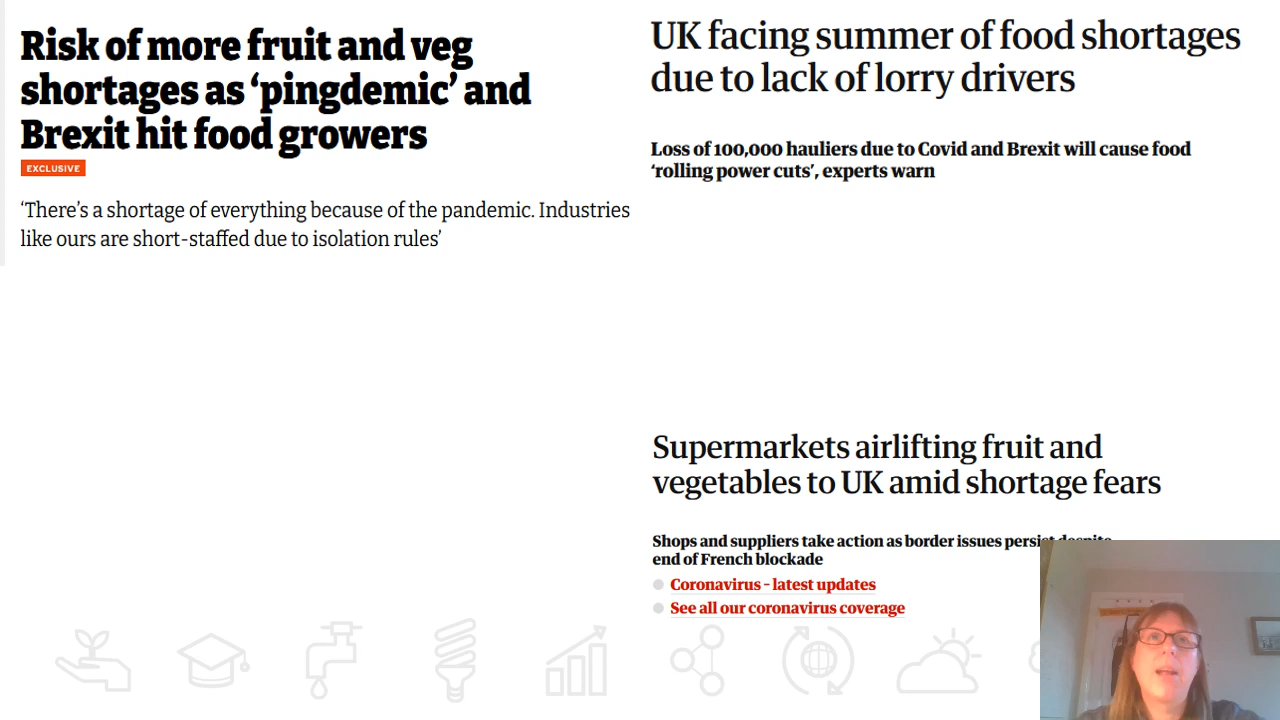 Risk of more fruit and veg
shortages as ‘pingdemic’ and
Brexit hit food growers
EXCLUSIVE
‘There’s a shortage of everything because of the pandemic. Industries
like ours are short-staffed due to isolation rules’
UK facing summer of food shortages
due to lack of lorry drivers
Loss of 100,000 hauliers due to Covid and Brexit will cause food
‘rolling power cuts’, experts warn
Supermarkets airlifting fruit and
vegetables to UK amid shortage fears
Shops and suppliers take action as border issues persist despite
end of French blockade
Coronavirus – latest updates
See all our coronavirus coverage